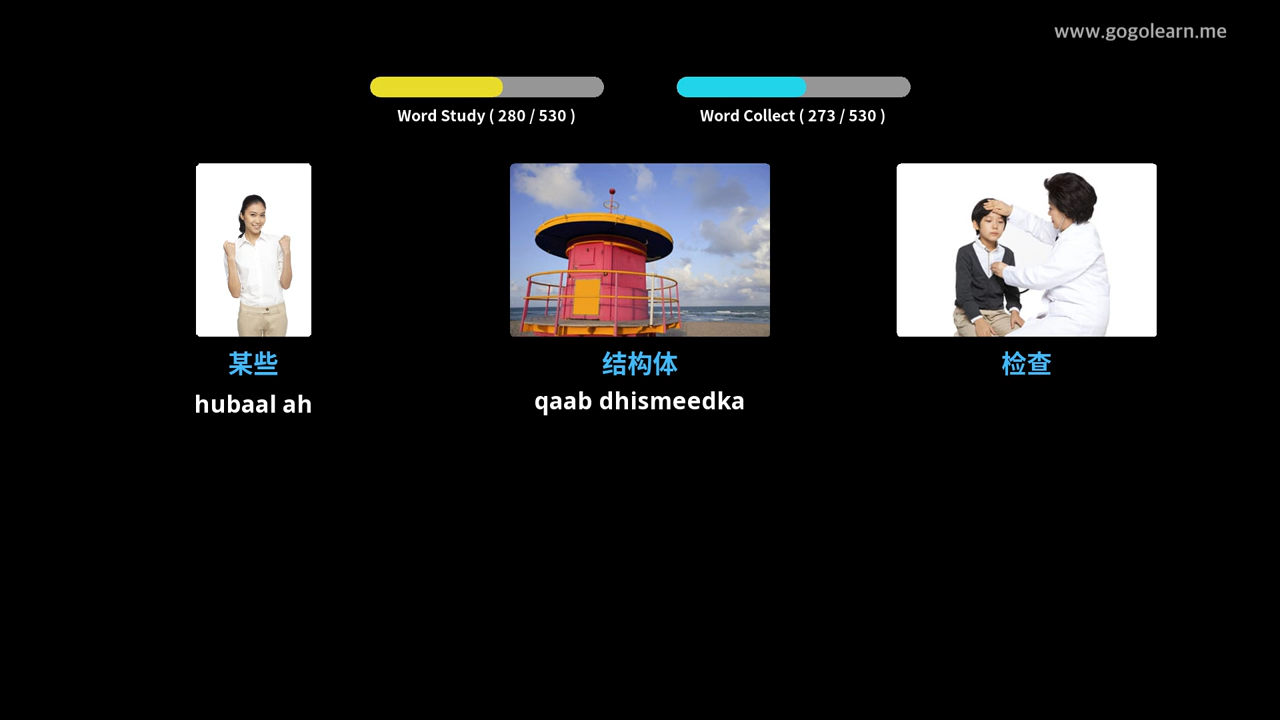 www.gogolearn.me
Word Study ( 280 / 530 )
Word Collect ( 273 / 530 )
某些
结构体
检查
hubaal ah
qaab dhismeedka